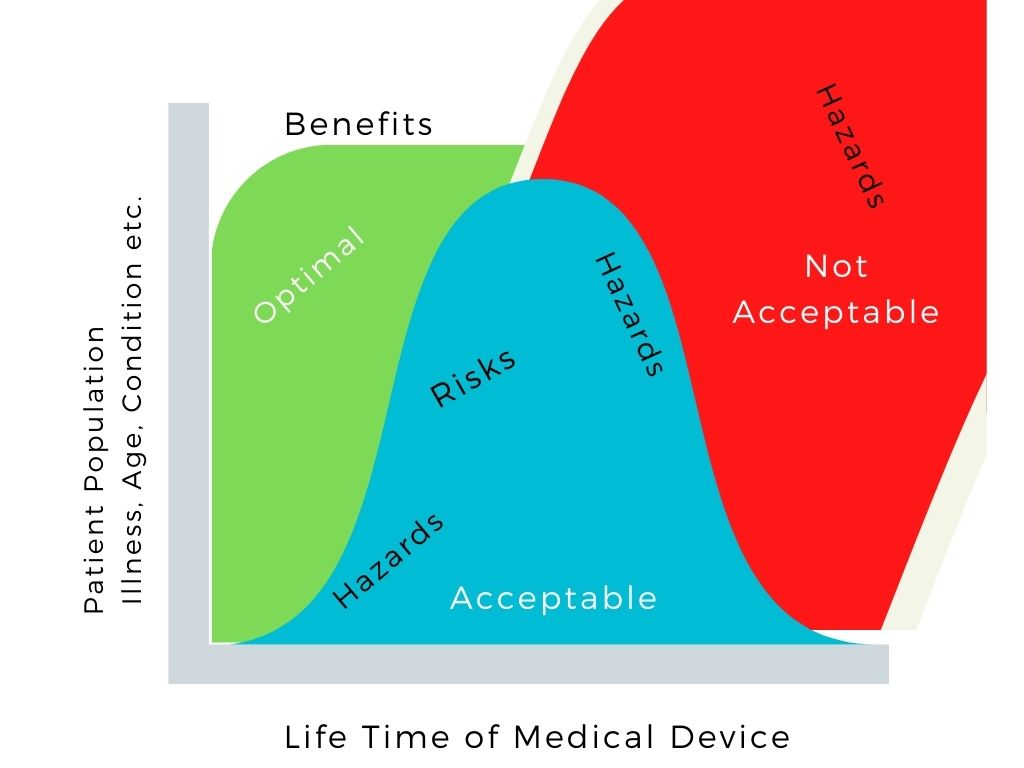 Benefits
Hazards
Optimal
Hazards
Not
Acceptable
Risks
Hazards
Acceptable
Patient Population
Illness, Age, Condition etc.
Life Time of Medical Device